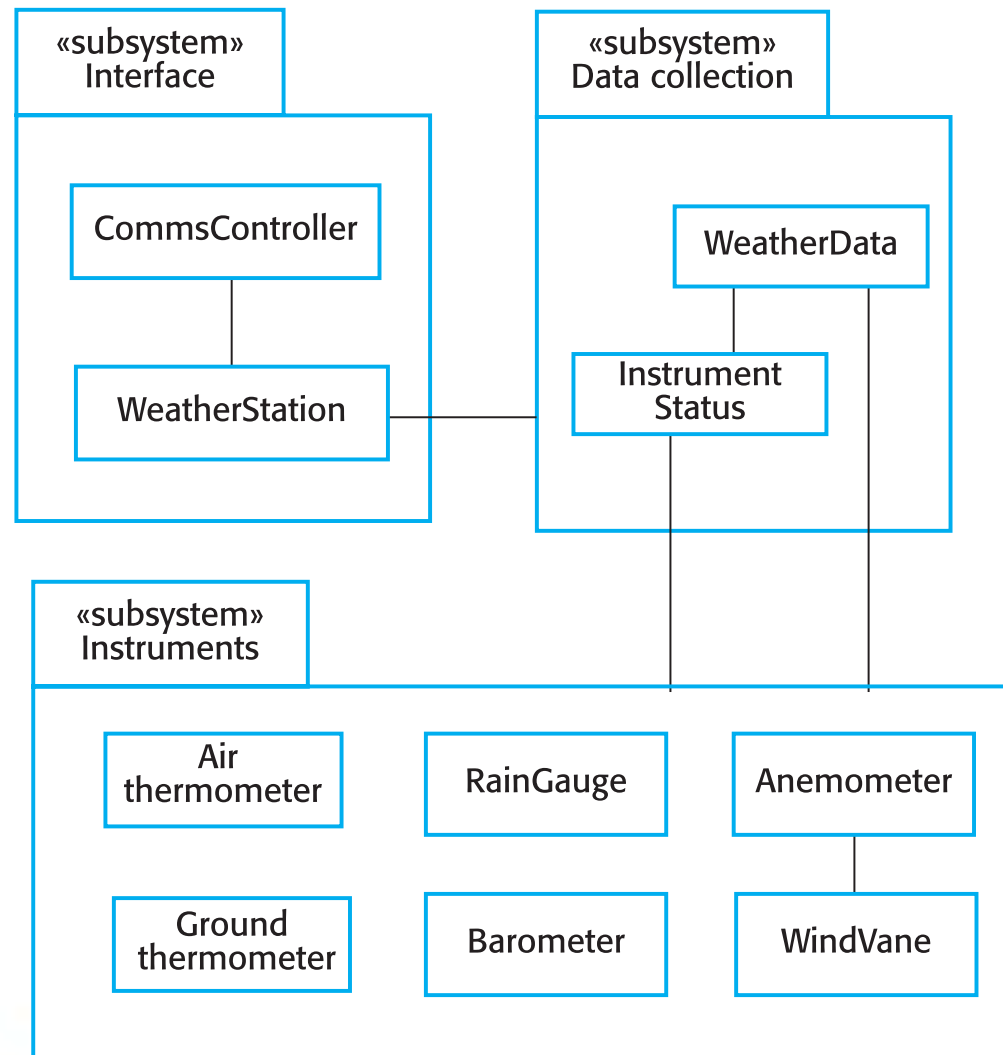 «subsystem»
Interface
CommsController
WeatherStation
«subsystem»
Data collection
WeatherData
Instrument
Status
«subsystem»
Instruments
Air
thermometer
RainGauge
Anemometer
Ground
thermometer
Barometer
WindVane